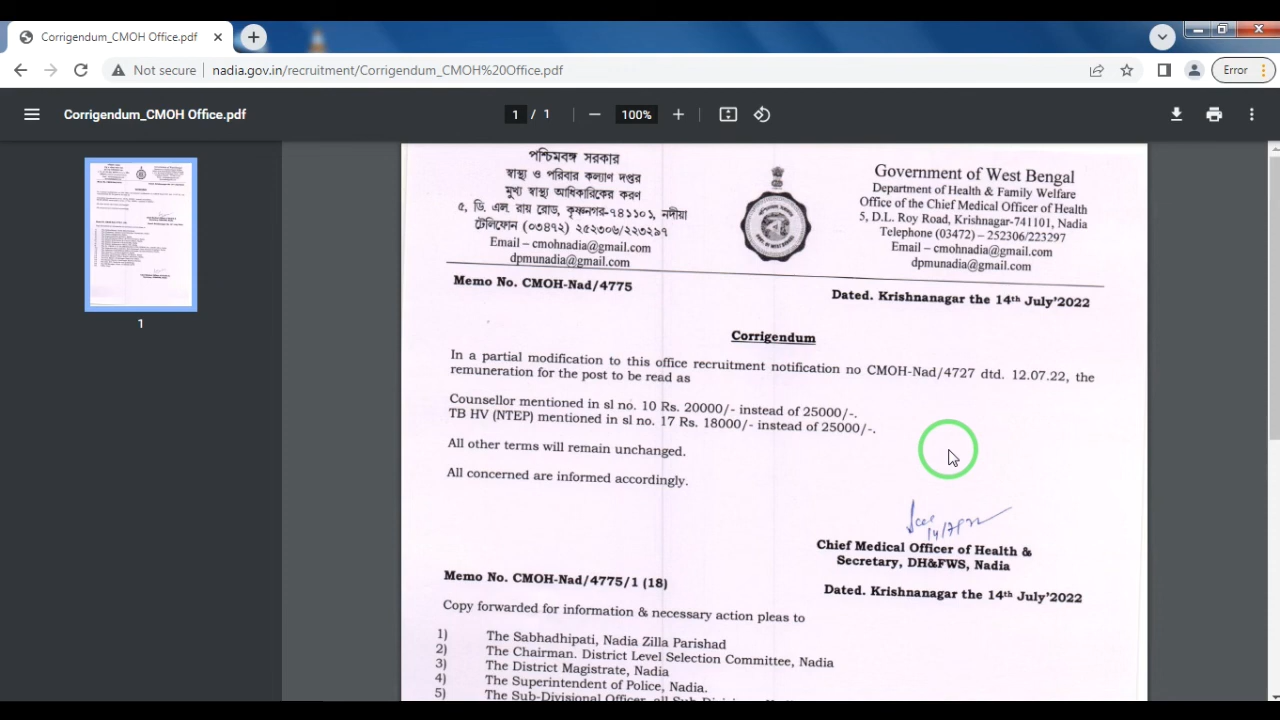 Corrigendum_CMOH Office.pdf
Not secure
nadia.gov.in/recruitment/Corrigendum_CMOH%20Office.pdf
Error
Corrigendum_CMOH Office.pdf
1 / 1
100%
1
পশ্চিমবঙ্গ সরকার
স্বাস্থ্য ও পরিবার কল্যাণ দপ্তর
মুখ্য স্বাস্থ্য আধিকারিকের করণ
৫, ডি. এল রায় রোড, কৃষ্ণনগর-৭৪১১০১, নদীয়া
টেলিফোন (০৩৪৭২) ২৫২৩০৬/২২৩২৯৭
Email – cmohnadia@gmail.com
dpmunadia@gmail.com
Government of West Bengal
Department of Health & Family Welfare
Office of the Chief Medical Officer of Health
5, D.L. Roy Road, Krishnagar-741101, Nadia
Telephone (03472) – 252306/223297
Email – cmohnadia@gmail.com
dpmunadia@gmail.com
Memo No. CMOH-Nad/4775
Dated. Krishnanagar the 14th July'2022
Corrigendum
In a partial modification to this office recruitment notification no CMOH-Nad/4727 dtd. 12.07.22, the
remuneration for the post to be read as
Counsellor mentioned in sl no. 10 Rs. 20000/- instead of 25000/-.
TB HV (NTEP) mentioned in sl no. 17 Rs. 18000/- instead of 25000/-.
All other terms will remain unchanged.
All concerned are informed accordingly.
Chief Medical Officer of Health &
Secretary, DH&FWS, Nadia
Memo No. CMOH-Nad/4775/1 (18)
Dated. Krishnanagar the 14th July'2022
Copy forwarded for information & necessary action pleas to
1) The Sabhadhipati, Nadia Zilla Parishad
2) The Chairman. District Level Selection Committee, Nadia
3) The District Magistrate, Nadia
4) The Superintendent of Police, Nadia.
5) The Sub-Divisional Officer, all Sub